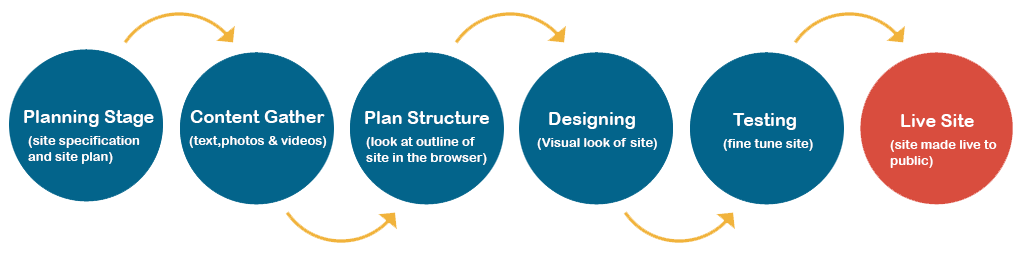 Planning Stage
(site specification
and site plan)
Content Gather
(text,photos & videos)
Plan Structure
(look at outline of
site in the browser)
Designing
(Visual look of site)
Testing
(fine tune site)
Live Site
(site made live to
public)